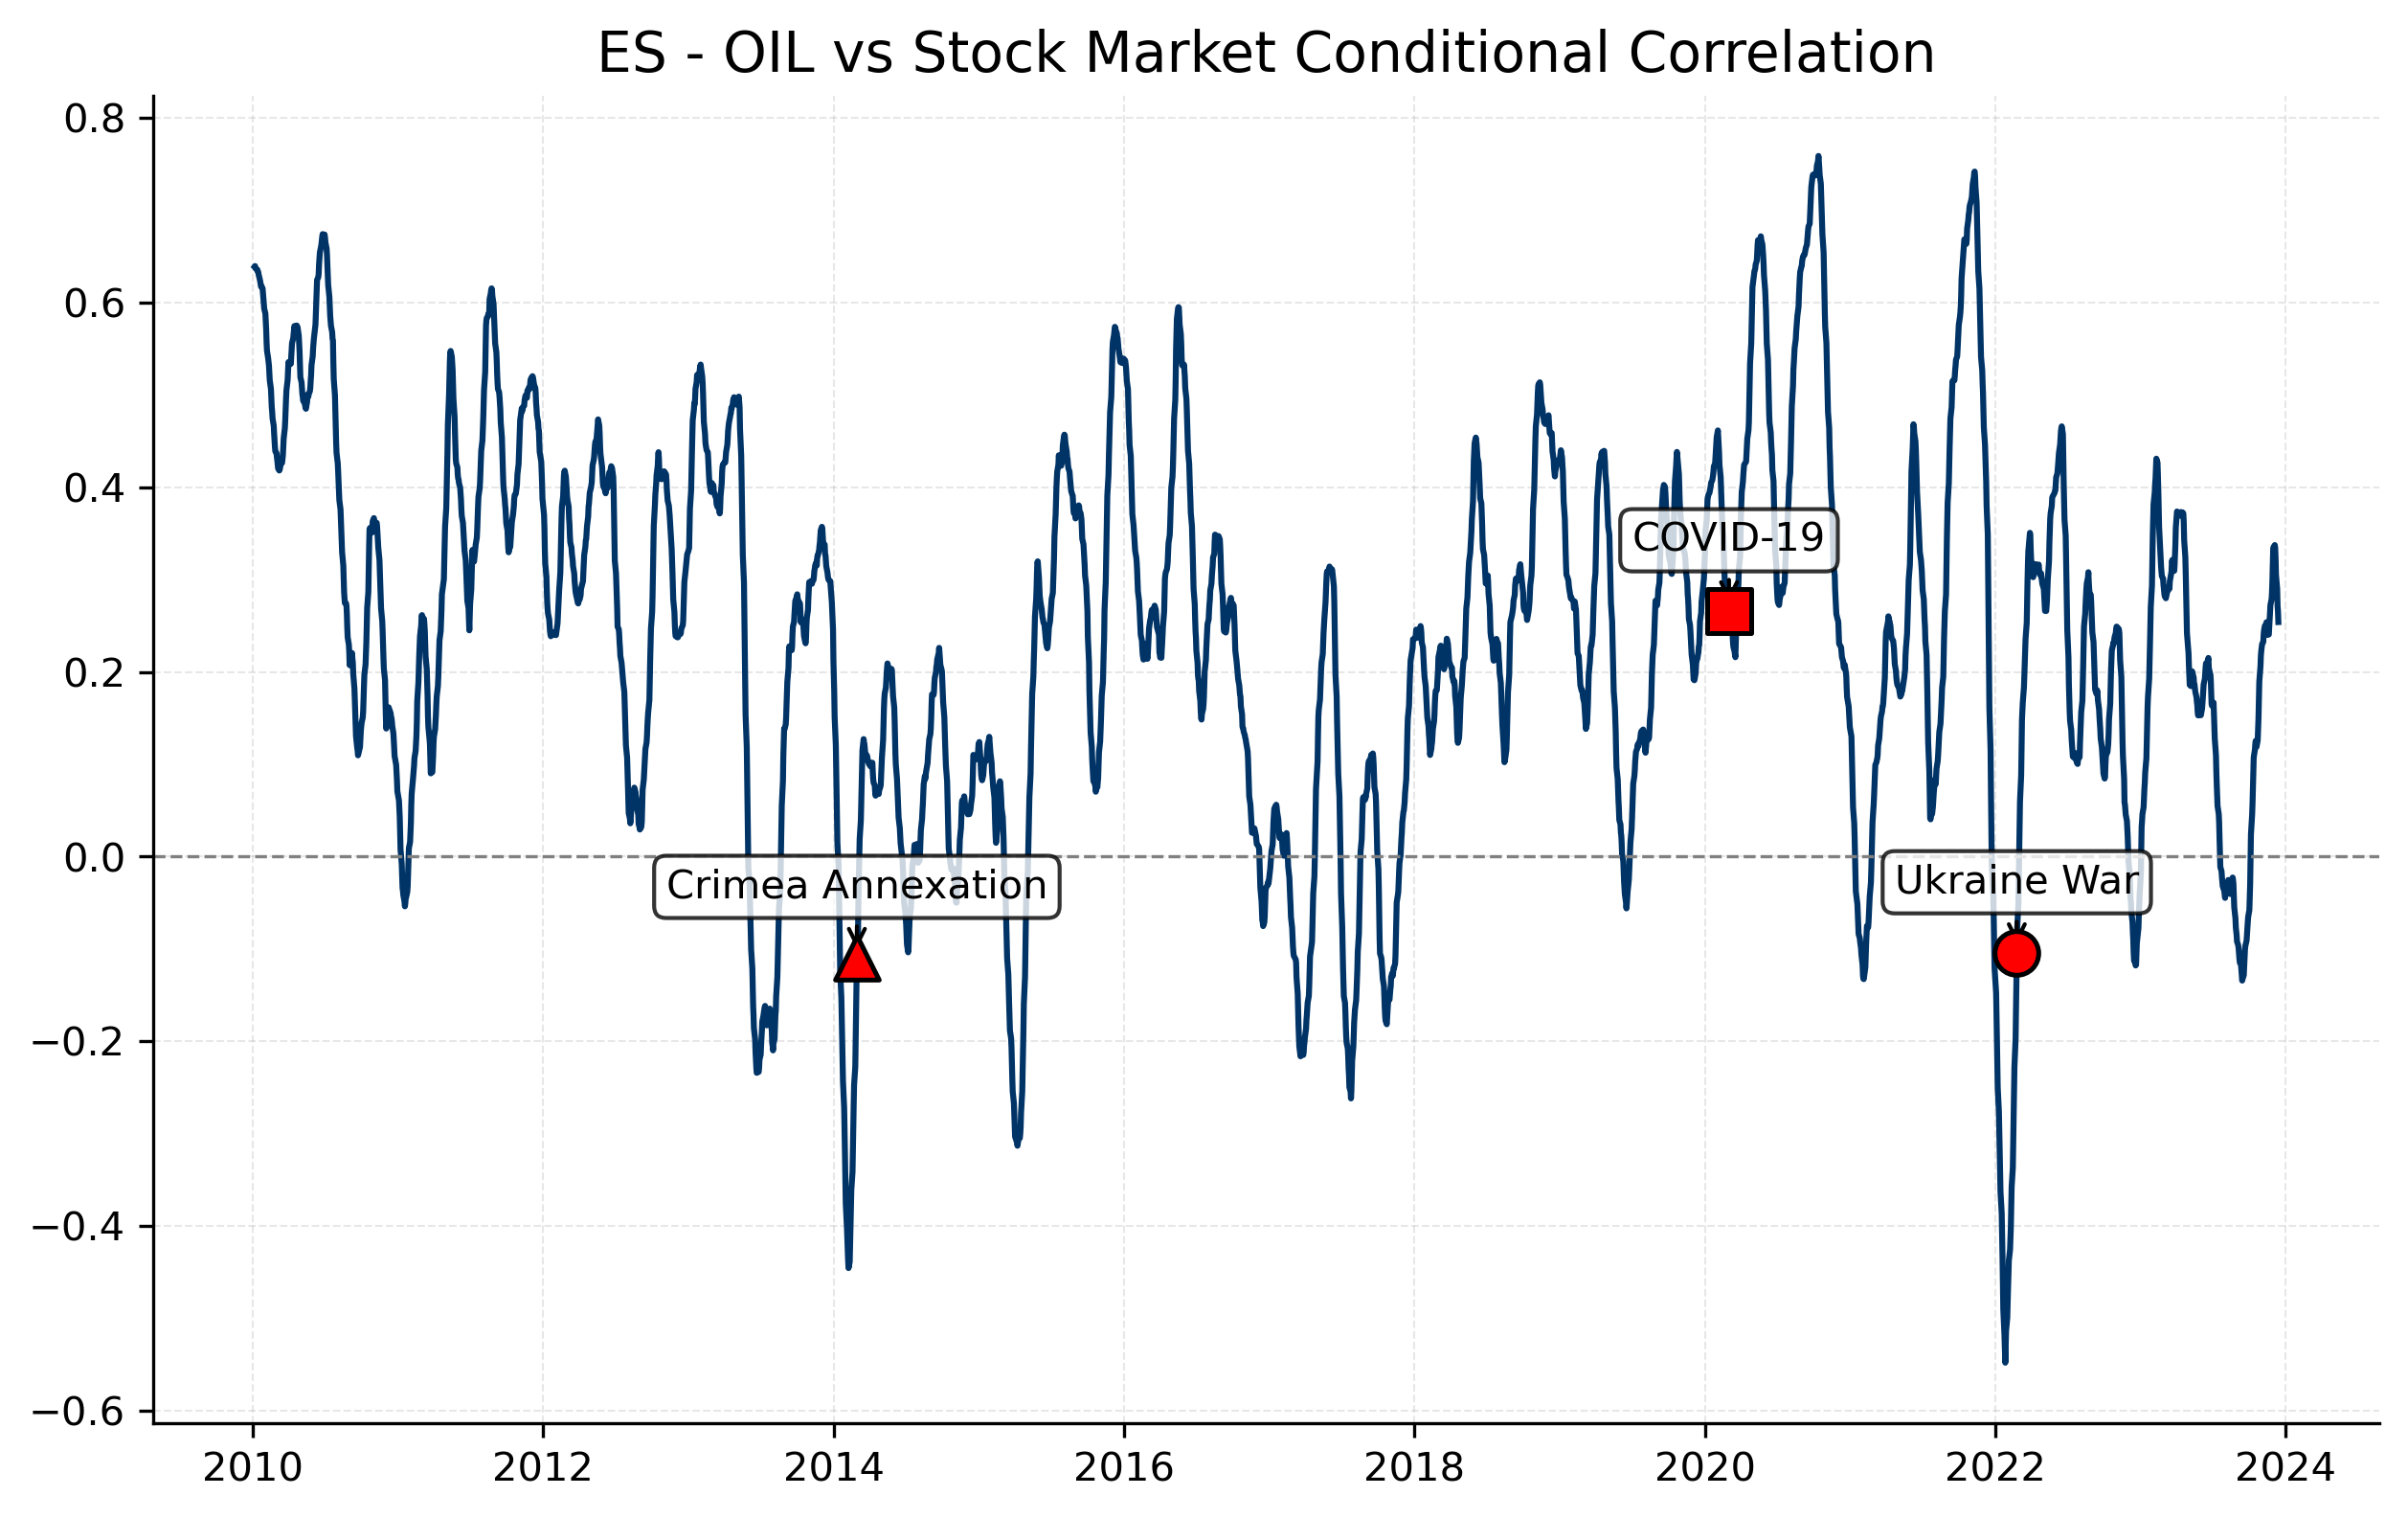 ES - OIL vs Stock Market Conditional Correlation
0.8
0.6
0.4
0.2
0.0
−0.2
−0.4
−0.6
COVID-19
Crimea Annexation
Ukraine War
2010 2012 2014 2016 2018 2020 2022 2024